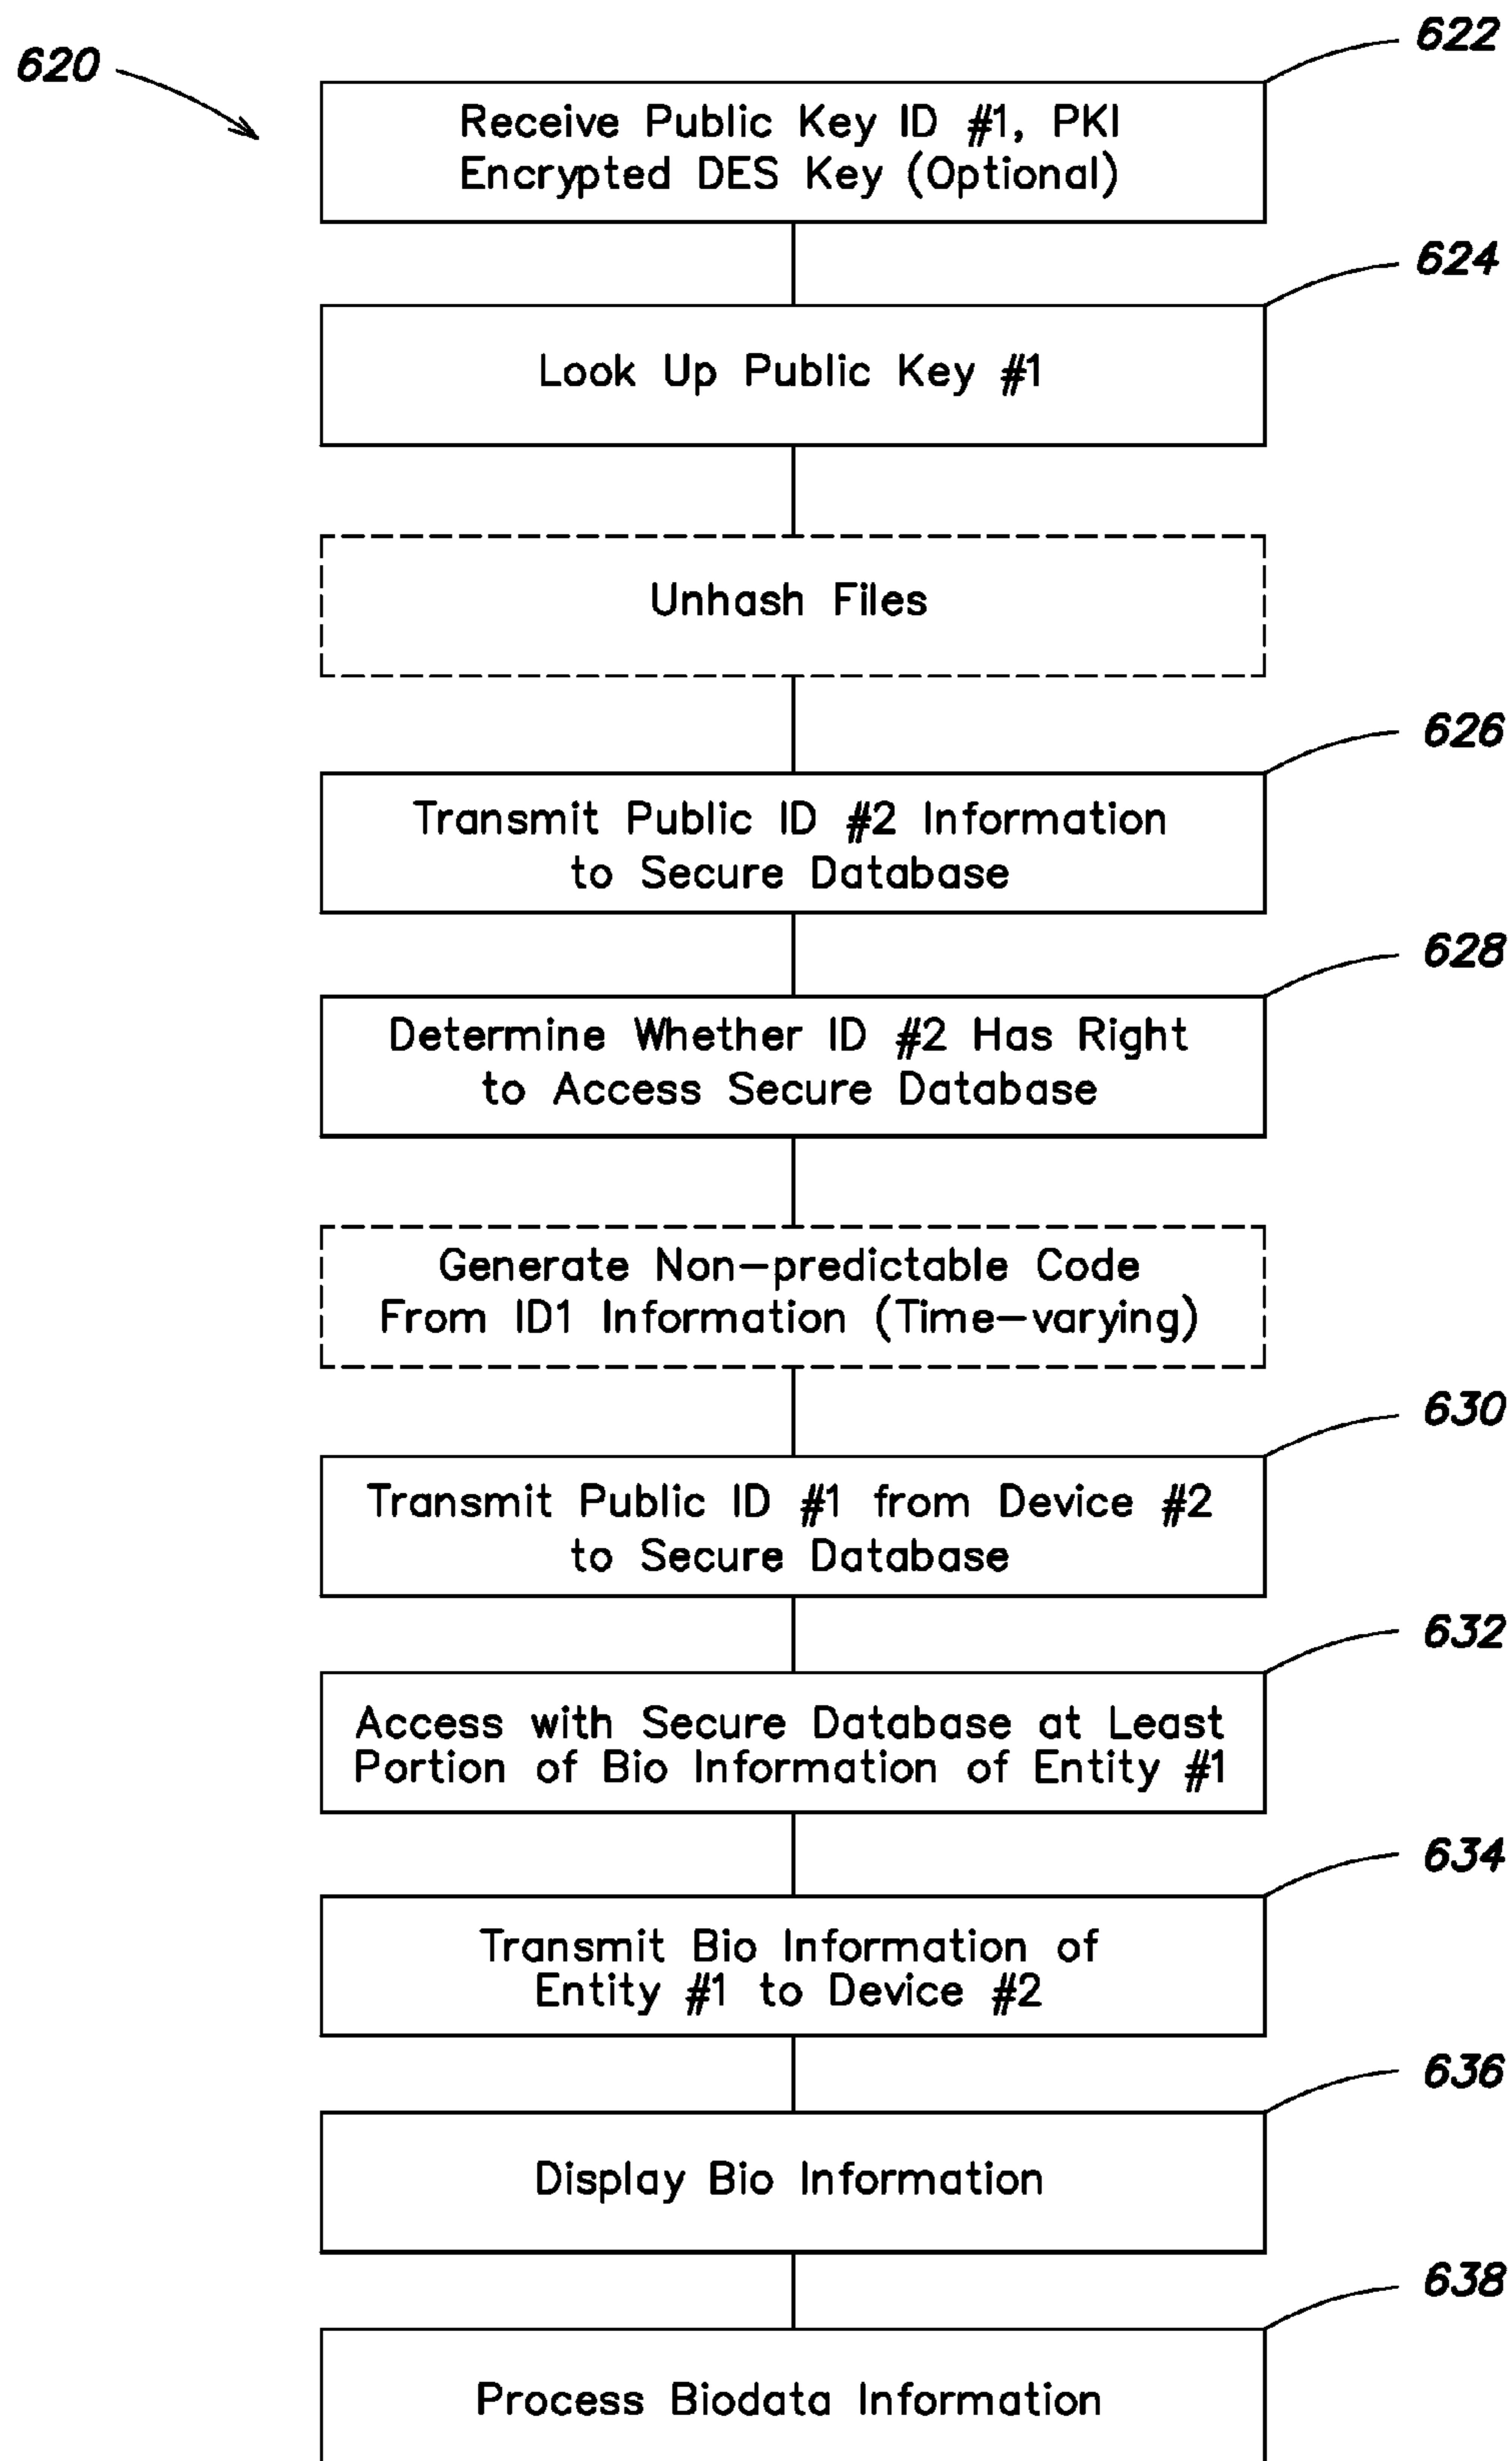 620
622
Receive Public Key ID #1, PKI
Encrypted DES Key (Optional)
624
Look Up Public Key #1
Unhash Files
626
Transmit Public ID #2 Information
to Secure Database
628
Determine Whether ID #2 Has Right
to Access Secure Database
Generate Non-predictable Code
From ID1 Information (Time-varying)
630
Transmit Public ID #1 from Device #2
to Secure Database
632
Access with Secure Database at Least
Portion of Bio Information of Entity #1
634
Transmit Bio Information of
Entity #1 to Device #2
636
Display Bio Information
638
Process Biodata Information